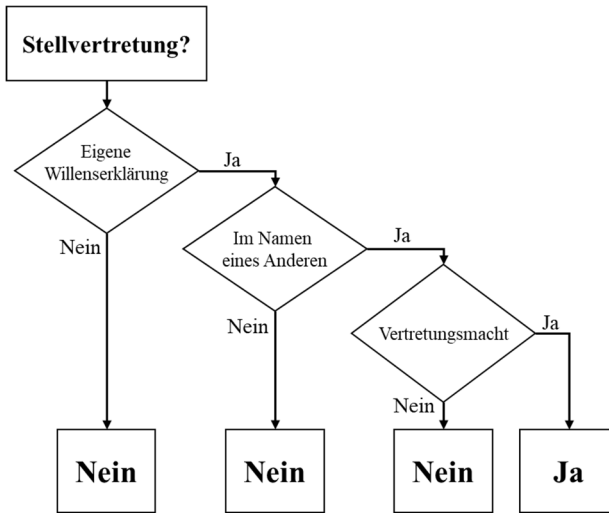 Stellvertretung?
Eigene
Willenserklärung
Ja
Nein
Im Namen
eines Anderen
Ja
Nein
Vertretungsmacht
Ja
Nein
Nein
Nein
Nein
Ja